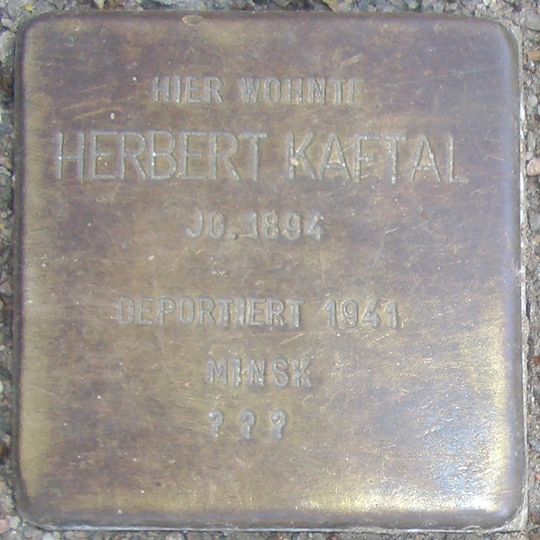 HIER WOHNTE
HERBERT KAFTAL
JG. 1894
DEPORTIERT 1941
MINSK
? ? ?